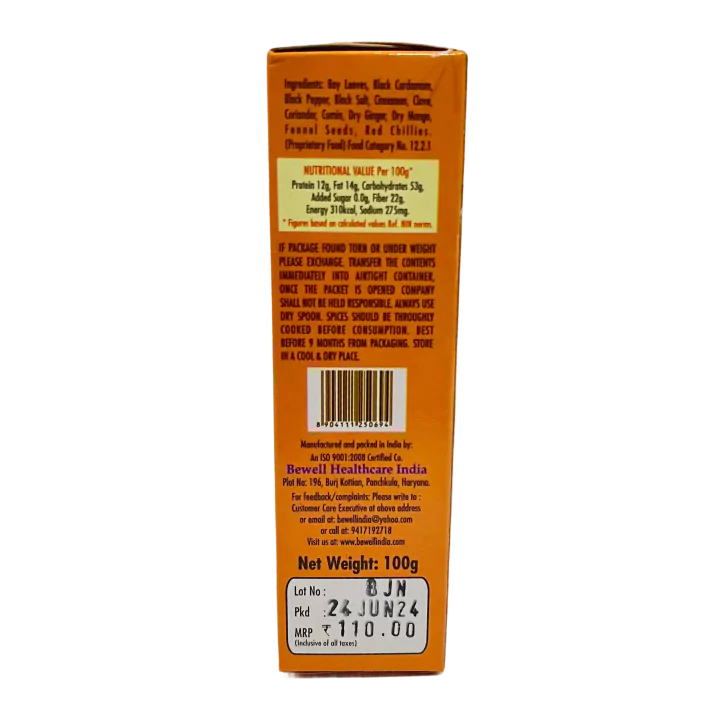 Ingredients: Bay Leaves, Black Cardamom,
Black Pepper, Black Salt, Cinnamon, Clove,
Coriander, Cumin, Dry Ginger, Dry Mango,
Fennel Seeds, Red Chillies.
(Proprietary Food) Food Category No. 12.2.1
NUTRITIONAL VALUE Per 100g*
Protein 12g, Fat 14g, Carbohydrates 53g,
Added Sugar 0.0g, Fiber 22g,
Energy 310kcal, Sodium 275mg.
* Figures based on calculated values Ref. NIN norms.
IF PACKAGE FOUND TORN OR UNDER WEIGHT
PLEASE EXCHANGE. TRANSFER THE CONTENTS
IMMEDIATELY INTO AIRTIGHT CONTAINER,
ONCE THE PACKET IS OPENED COMPANY
SHALL NOT BE HELD RESPONSIBLE. ALWAYS USE
DRY SPOON. SPICES SHOULD BE THROUGHLY
COOKED BEFORE CONSUMPTION. BEST
BEFORE 9 MONTHS FROM PACKAGING. STORE
IN A COOL & DRY PLACE.
8 904111 250694
Manufactured and packed in India by:
An ISO 9001:2008 Certified Co.
Bewell Healthcare India
Plot No: 196, Burj Kottian, Panchkula, Haryana.
For feedback/complaints: Please write to :
Customer Care Executive at above address
or email at: bewellindia@yahoo.com
or call at: 9417192718
Visit us at: www.bewellindia.com
Net Weight: 100g
Lot No : 8JN
Pkd : 24JUN24
MRP ₹ 110.00
(Inclusive of all taxes)